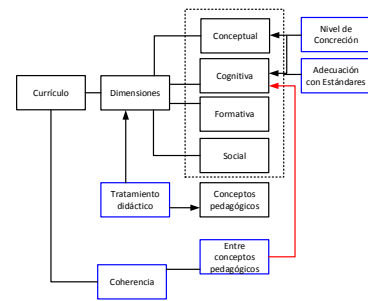 Conceptual
Nivel de
Concreción
Cognitiva
Adecuación
con Estándares
Currículo
Dimensiones
Formativa
Social
Tratamiento
didáctico
Conceptos
pedagógicos
Entre
conceptos
pedagógicos
Coherencia